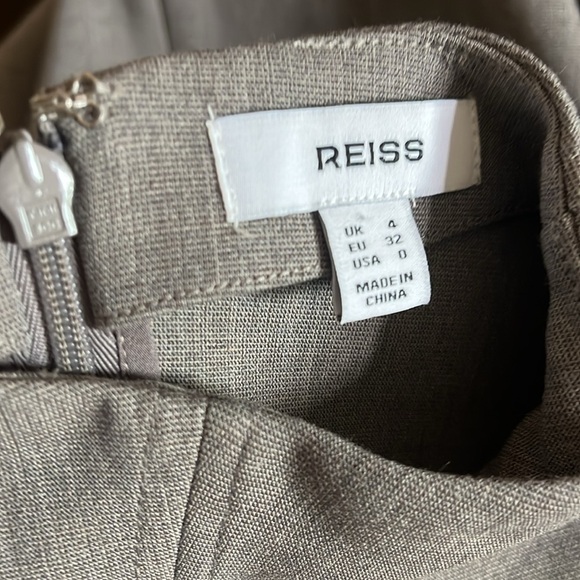 REISS
UK 4
EU 32
USA 0
MADE IN
CHINA